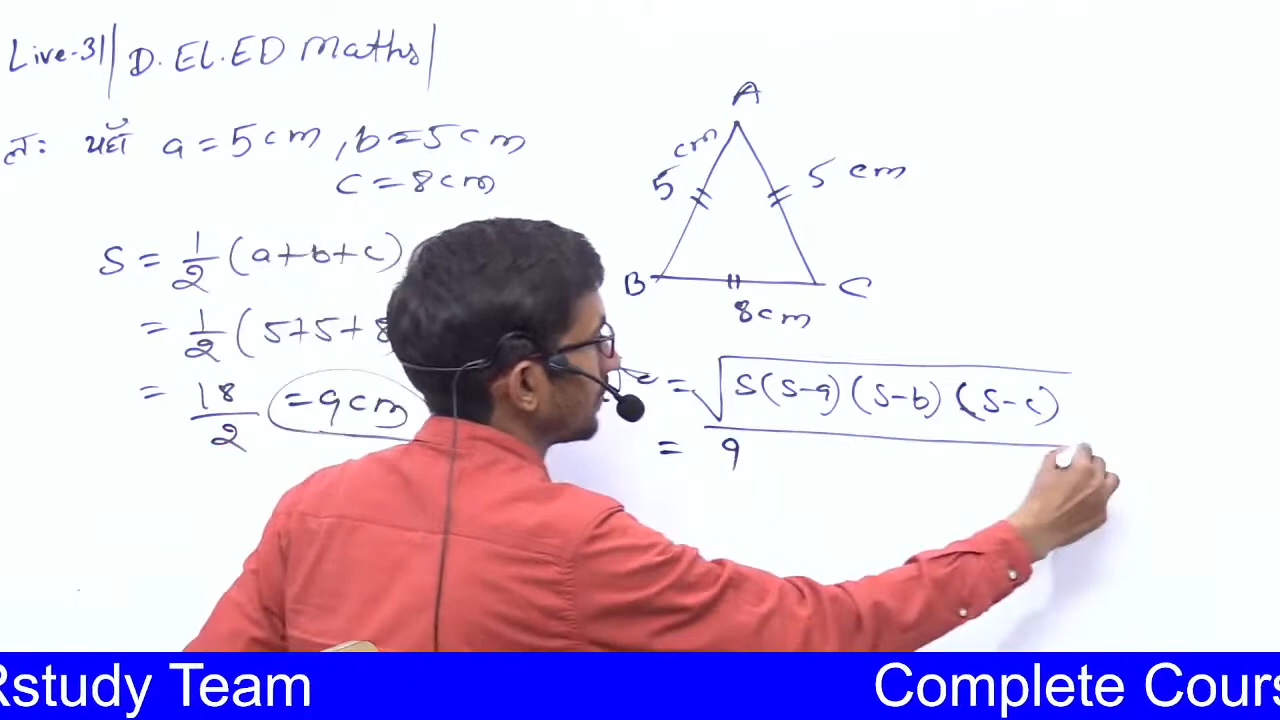 Live-31 | D. El. ED Maths |
यहाँ a = 5cm , b = 5cm
c = 8cm
S = 1/2 (a+b+c)
= 1/2 (5+5+8
= 18/2 = 9cm
A
5 cm
5 cm
B
C
8cm
= √S(S-a)(S-b)(S-c)
= 9
Rstudy Team
Complete Cours